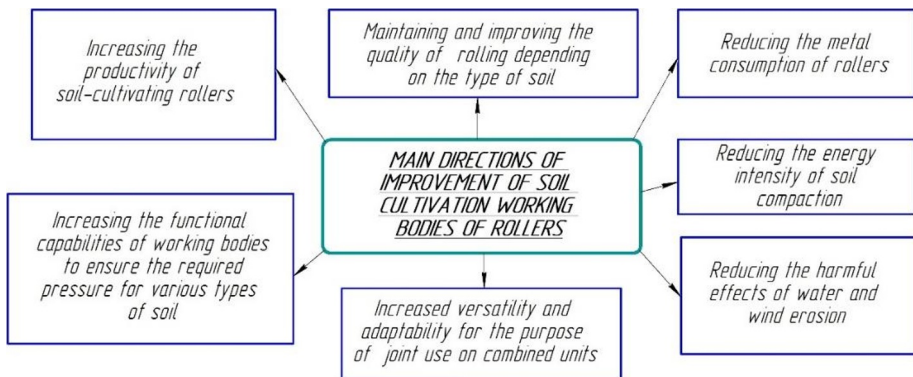 Increasing the
productivity of
soil-cultivating rollers
Maintaining and improving the
quality of rolling depending
on the type of soil
Reducing the metal
consumption of rollers
MAIN DIRECTIONS OF
IMPROVEMENT OF SOIL
CULTIVATION WORKING
BODIES OF ROLLERS
Reducing the energy
intensity of soil
compaction
Increasing the functional
capabilities of working bodies
to ensure the required
pressure for various types
of soil
Increased versatility and
adaptability for the purpose
of joint use on combined units
Reducing the harmful
effects of water and
wind erosion